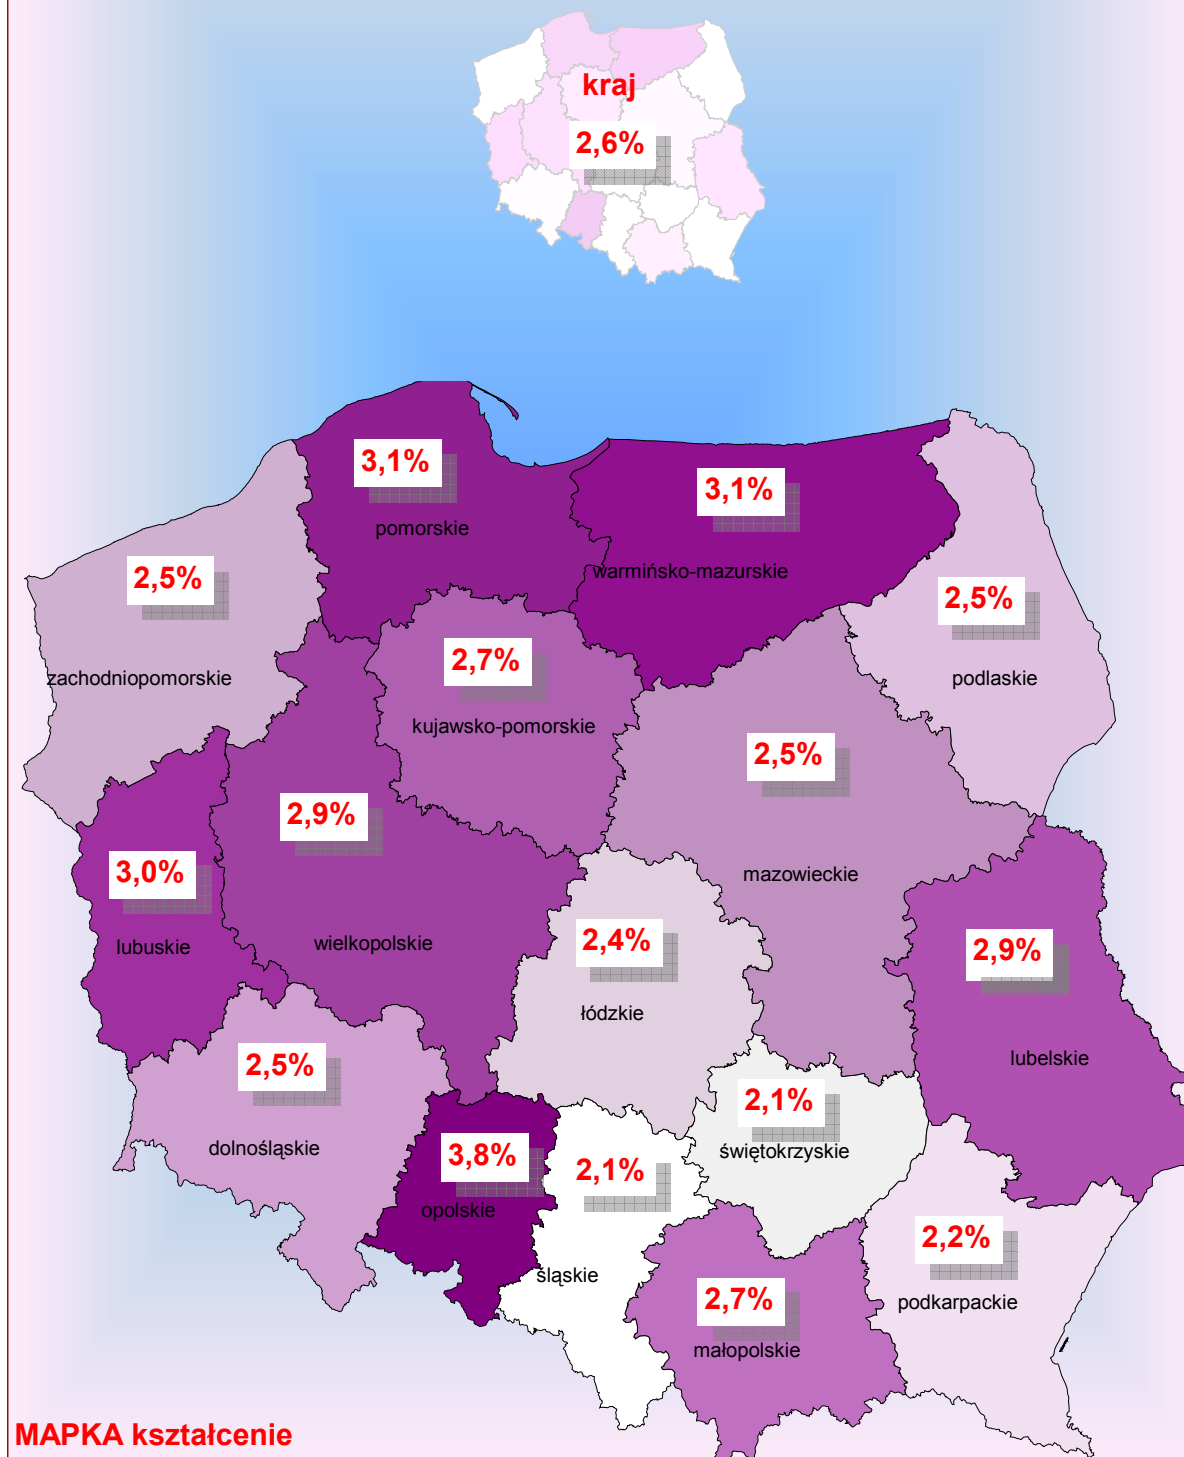 kraj
2,6%
3,1%
pomorskie
3,1%
warmińsko-mazurskie
2,5%
zachodniopomorskie
2,5%
podlaskie
2,7%
kujawsko-pomorskie
2,5%
mazowieckie
2,9%
wielkopolskie
3,0%
lubuskie
2,4%
łódzkie
2,9%
lubelskie
2,5%
dolnośląskie
2,1%
świętokrzyskie
3,8%
opolskie
2,1%
śląskie
2,2%
podkarpackie
2,7%
małopolskie
MAPKA kształcenie